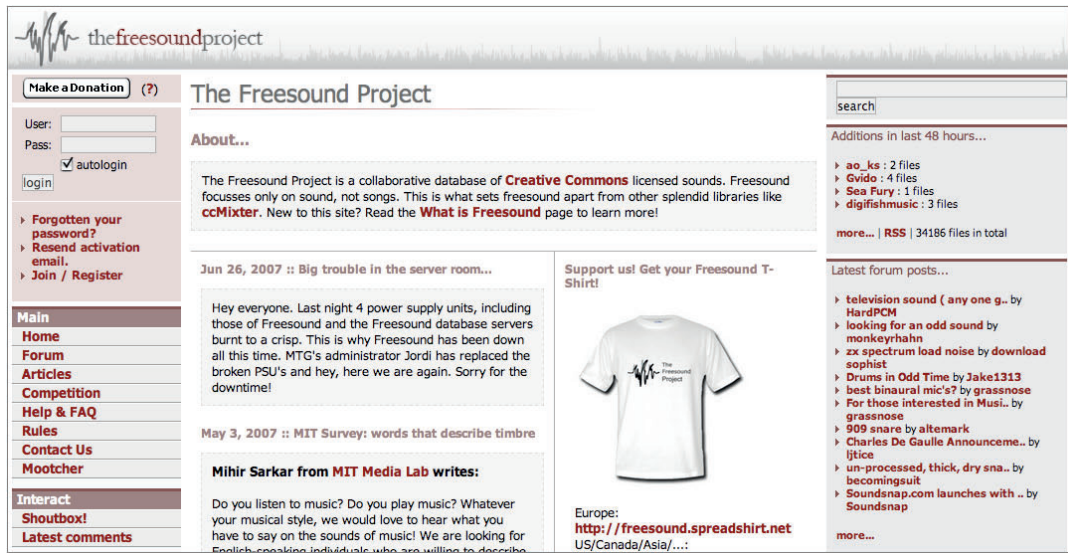 thefreesoundproject
Make a Donation (?)
User:
Pass:
autologin
login
Forgotten your
password?
Resend activation
email.
Join / Register
Main
Home
Forum
Articles
Competition
Help & FAQ
Rules
Contact Us
Mootcher
Interact
Shoutbox!
Latest comments
The Freesound Project
About...
The Freesound Project is a collaborative database of Creative Commons licensed sounds. Freesound
focusses only on sound, not songs. This is what sets freesound apart from other splendid libraries like
ccMixter. New to this site? Read the What is Freesound page to learn more!
Jun 26, 2007 :: Big trouble in the server room...
Hey everyone. Last night 4 power supply units, including
those of Freesound and the Freesound database servers
burnt to a crisp. This is why Freesound has been down
all this time. MTG's administrator Jordi has replaced the
broken PSU's and hey, here we are again. Sorry for the
downtime!
May 3, 2007 :: MIT Survey: words that describe timbre
Mihir Sarkar from MIT Media Lab writes:
Do you listen to music? Do you play music? Whatever
your musical style, we would love to hear what you
have to say on the sounds of music! We are looking for
English-speaking individuals who are willing to describe
Support us! Get your Freesound T-
Shirt!
The
Freesound
Project
Europe:
http://freesound.spreadshirt.net
US/Canada/Asia/...:
search
Additions in last 48 hours...
ao_ks : 2 files
Gvido : 4 files
Sea Fury : 1 files
digifishmusic : 3 files
more... | RSS | 34186 files in total
Latest forum posts...
television sound ( any one g.. by
HardPCM
looking for an odd sound by
monkeyrahn
zx spectrum load noise by download
sophist
Drums in Odd Time by Jake1313
best binaural mic's? by grassnose
For those interested in Musi.. by
grassnose
909 snare by altemark
Charles De Gaulle Announceme.. by
ljtice
un-processed, thick, dry sna.. by
becomingsuit
Soundsnap.com launches with .. by
Soundsnap
more...